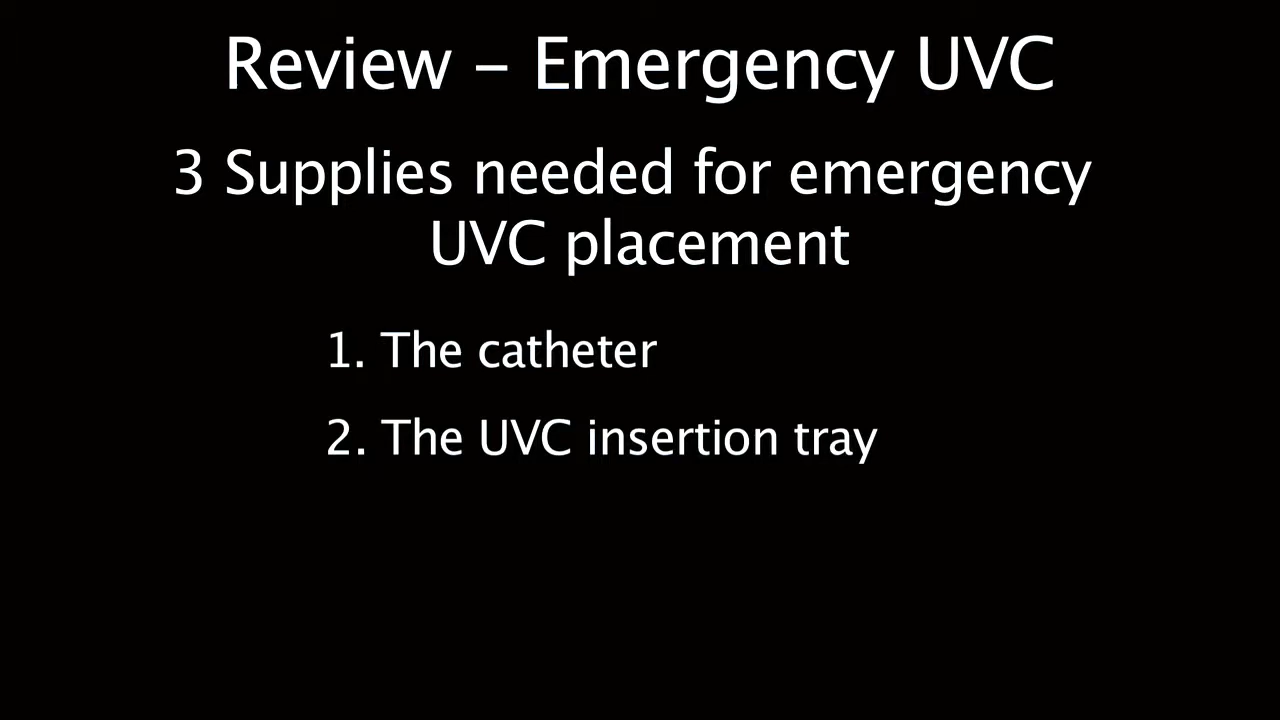 Review – Emergency UVC
3 Supplies needed for emergency
UVC placement
1. The catheter
2. The UVC insertion tray